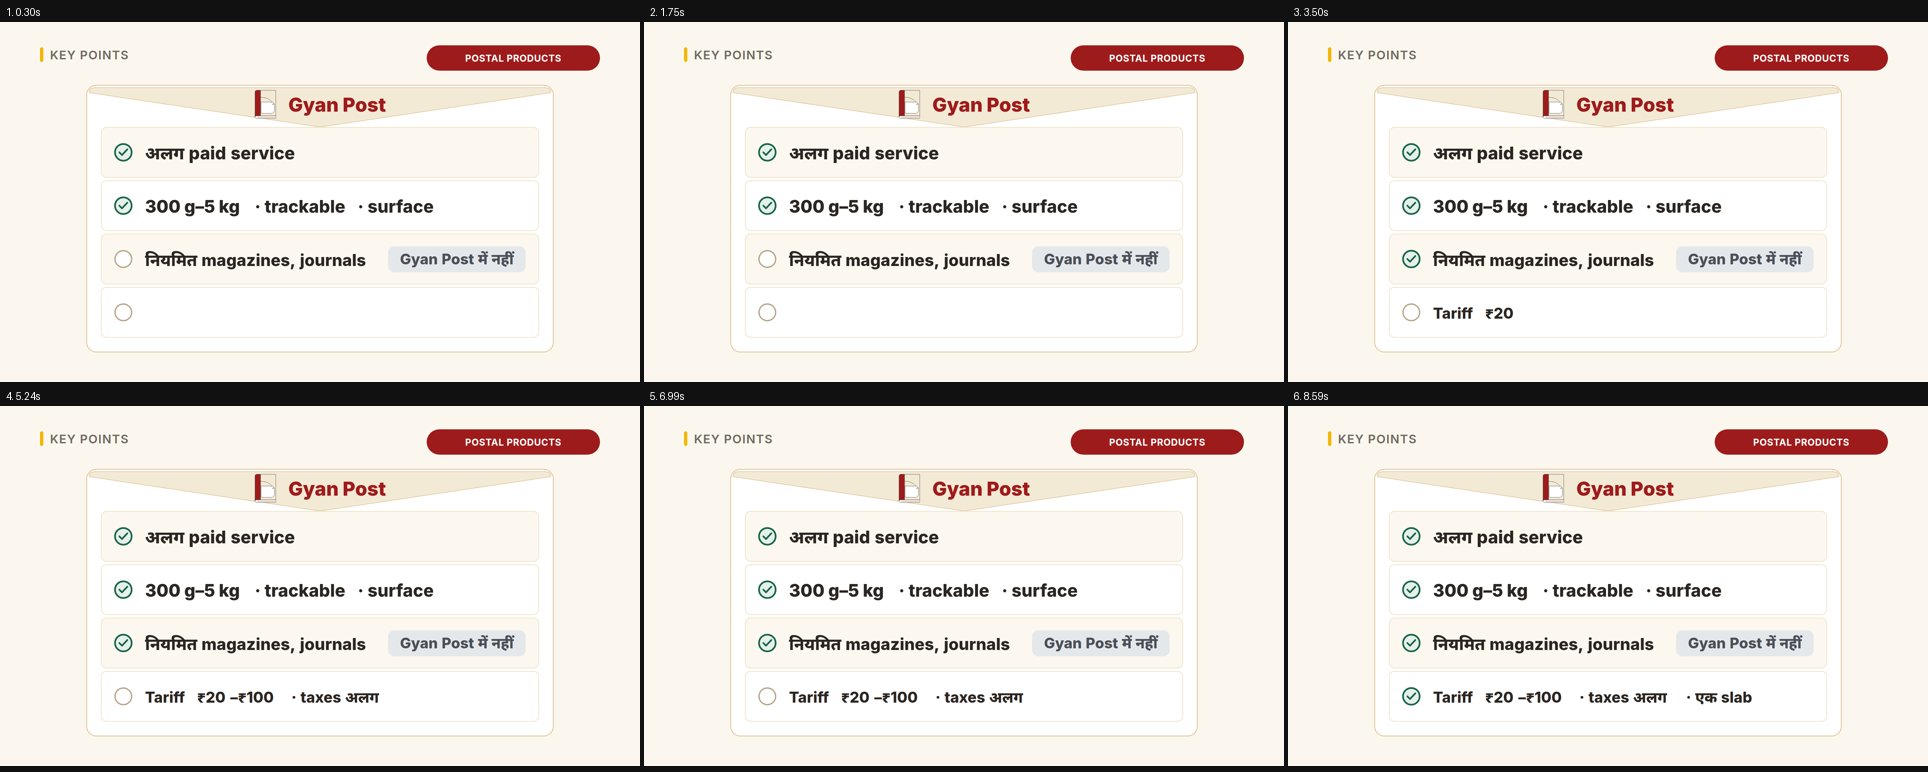 1. 0.30s
KEY POINTS
POSTAL PRODUCTS
Gyan Post
अलग paid service
300 g–5 kg · trackable · surface
नियमित magazines, journals Gyan Post में नहीं
2. 1.75s
KEY POINTS
POSTAL PRODUCTS
Gyan Post
अलग paid service
300 g–5 kg · trackable · surface
नियमित magazines, journals Gyan Post में नहीं
3. 3.50s
KEY POINTS
POSTAL PRODUCTS
Gyan Post
अलग paid service
300 g–5 kg · trackable · surface
नियमित magazines, journals Gyan Post में नहीं
Tariff ₹20
4. 5.24s
KEY POINTS
POSTAL PRODUCTS
Gyan Post
अलग paid service
300 g–5 kg · trackable · surface
नियमित magazines, journals Gyan Post में नहीं
Tariff ₹20 –₹100 · taxes अलग
5. 6.99s
KEY POINTS
POSTAL PRODUCTS
Gyan Post
अलग paid service
300 g–5 kg · trackable · surface
नियमित magazines, journals Gyan Post में नहीं
Tariff ₹20 –₹100 · taxes अलग
6. 8.59s
KEY POINTS
POSTAL PRODUCTS
Gyan Post
अलग paid service
300 g–5 kg · trackable · surface
नियमित magazines, journals Gyan Post में नहीं
Tariff ₹20 –₹100 · taxes अलग · एक slab